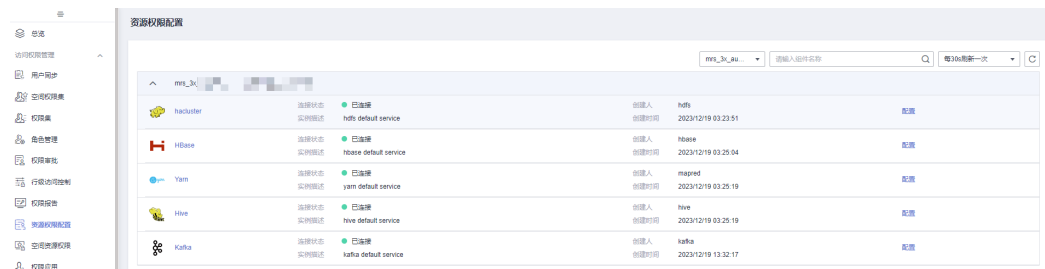 资源权限配置
总览
访问权限管理
用户同步
空间权限集
权限集
角色管理
权限审批
行级访问控制
权限报告
资源权限配置
空间资源权限
权限应用
mrs_3x_au... 请输入组件名称 每30s刷新一次
mrs_3x
hacluster 连接状态 已连接 创建人 hdfs 配置
实例描述 hdfs default service 创建时间 2023/12/19 03:23:51
HBase 连接状态 已连接 创建人 hbase 配置
实例描述 hbase default service 创建时间 2023/12/19 03:25:04
Yarn 连接状态 已连接 创建人 mapred 配置
实例描述 yarn default service 创建时间 2023/12/19 03:25:19
Hive 连接状态 已连接 创建人 hive 配置
实例描述 hive default service 创建时间 2023/12/19 03:25:19
Kafka 连接状态 已连接 创建人 kafka 配置
实例描述 kafka default service 创建时间 2023/12/19 13:32:17